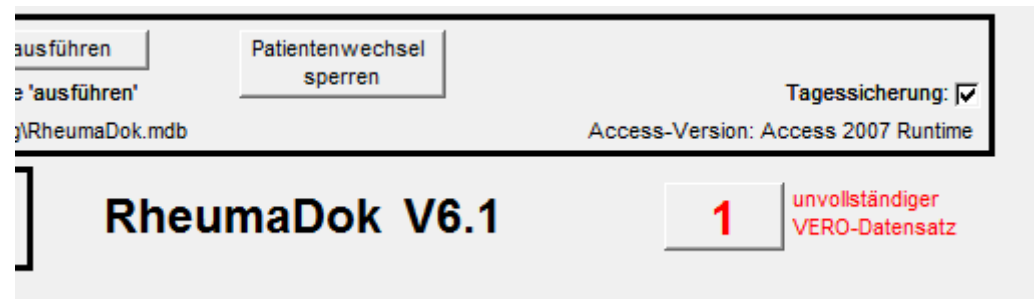 ausführen
Patientenwechsel
sperren
e 'ausführen'
Tagessicherung:
g\RheumaDok.mdb
Access-Version: Access 2007 Runtime
RheumaDok V6.1
1
unvollständiger
VERO-Datensatz